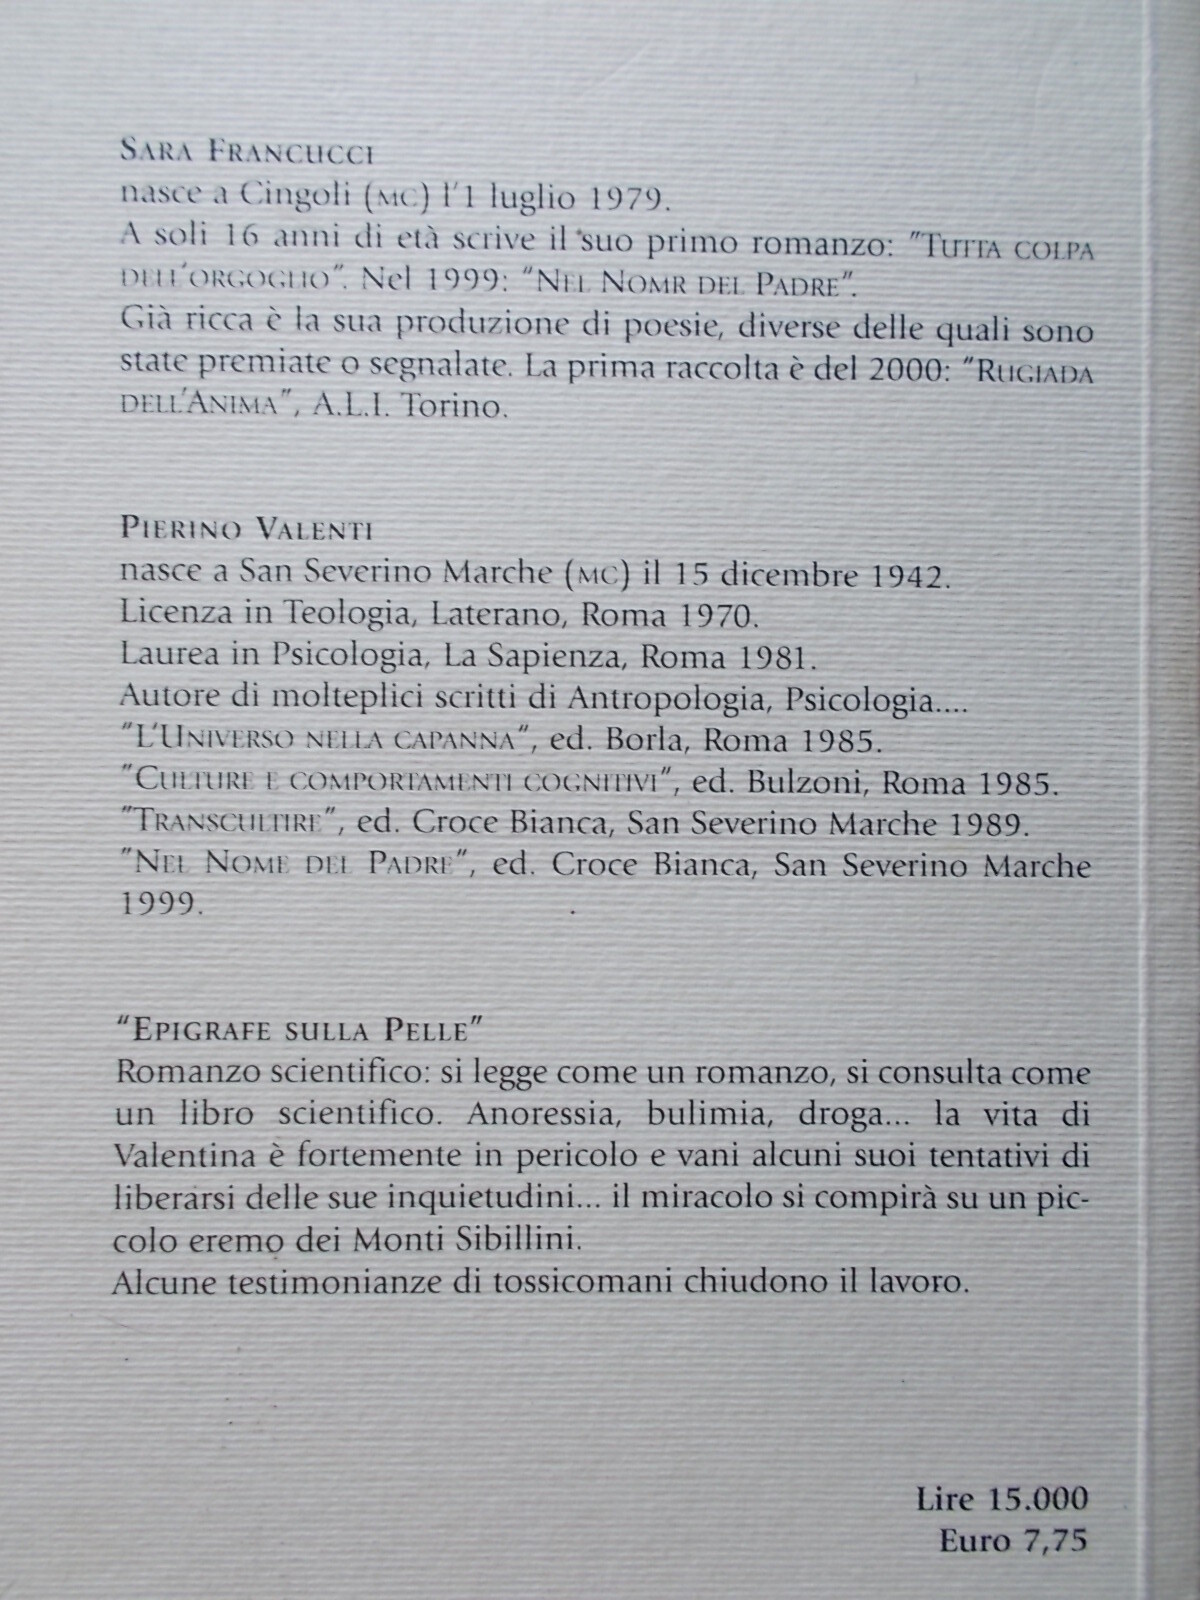 SARA FRANCUCCI
nasce a Cingoli (MC) l'1 luglio 1979.
A soli 16 anni di età scrive il suo primo romanzo: "TUTTA COLPA
DELL'ORGOGLIO". Nel 1999: "NEL NOMR DEL PADRE".
Già ricca è la sua produzione di poesie, diverse delle quali sono
state premiate o segnalate. La prima raccolta è del 2000: "RUGIADA
DELL'ANIMA", A.L.I. Torino.
PIERINO VALENTI
nasce a San Severino Marche (MC) il 15 dicembre 1942.
Licenza in Teologia, Laterano, Roma 1970.
Laurea in Psicologia, La Sapienza, Roma 1981.
Autore di molteplici scritti di Antropologia, Psicologia....
"L'UNIVERSO NELLA CAPANNA", ed. Borla, Roma 1985.
"CULTURE E COMPORTAMENTI COGNITIVI", ed. Bulzoni, Roma 1985.
"TRANSCULTIRE", ed. Croce Bianca, San Severino Marche 1989.
"NEL NOME DEL PADRE", ed. Croce Bianca, San Severino Marche
1999.
"EPIGRAFE SULLA PELLE"
Romanzo scientifico: si legge come un romanzo, si consulta come
un libro scientifico. Anoressia, bulimia, droga... la vita di
Valentina è fortemente in pericolo e vani alcuni suoi tentativi di
liberarsi delle sue inquietudini... il miracolo si compirà su un pic-
colo eremo dei Monti Sibillini.
Alcune testimonianze di tossicomani chiudono il lavoro.
Lire 15.000
Euro 7,75